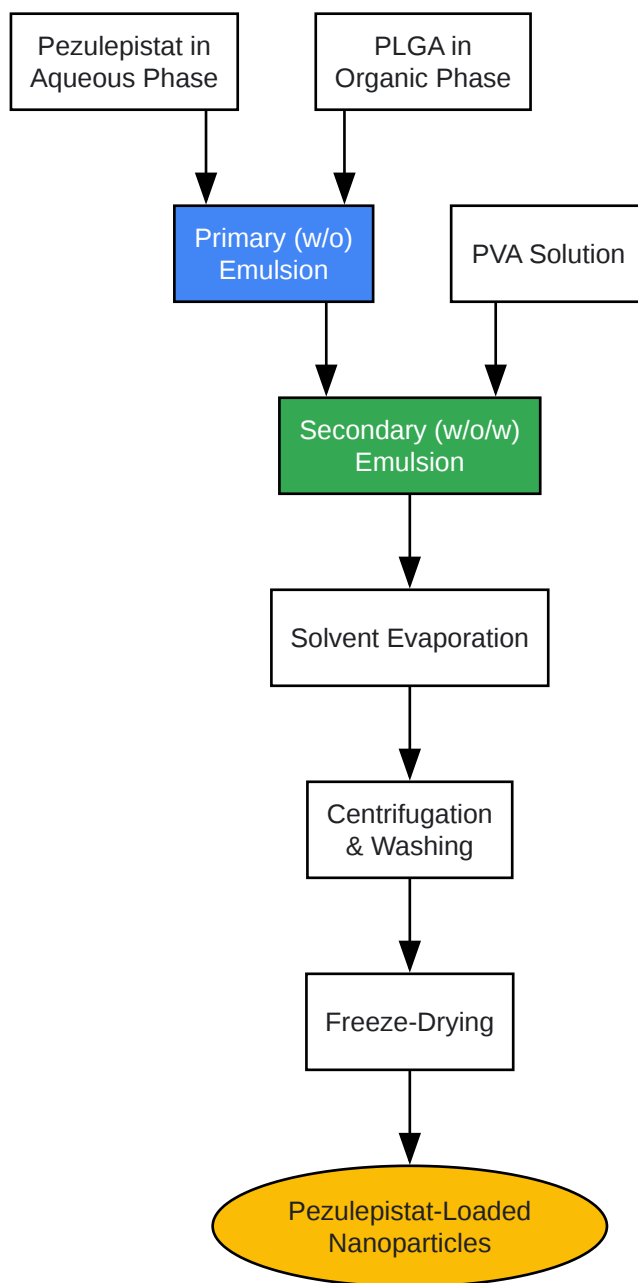 Pezulepistat in
Aqueous Phase
PLGA in
Organic Phase
Primary (w/o)
Emulsion
PVA Solution
Secondary (w/o/w)
Emulsion
Solvent Evaporation
Centrifugation
& Washing
Freeze-Drying
Pezulepistat-Loaded
Nanoparticles